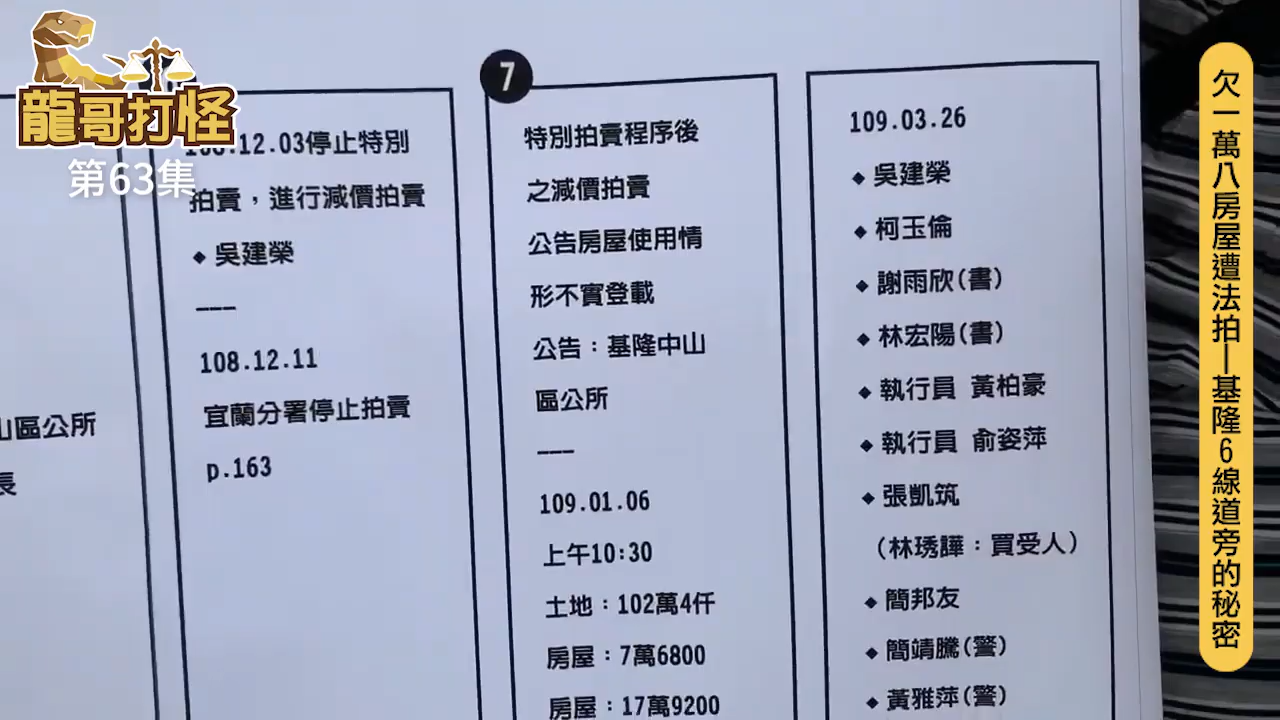 龍哥打怪
第63集
山區公所
長
12.03停止特別
拍賣，進行減價拍賣
◆ 吳建榮
———
108.12.11
宜蘭分署停止拍賣
p.163
7
特別拍賣程序後
之減價拍賣
公告房屋使用情
形不實登載
公告：基隆中山
區公所
———
109.01.06
上午10:30
土地：102萬4仟
房屋：7萬6800
房屋：17萬9200
109.03.26
◆ 吳建榮
◆ 柯玉倫
◆ 謝雨欣(書)
◆ 林宏陽(書)
◆ 執行員 黃柏豪
◆ 執行員 俞姿萍
◆ 張凱筑
（林琇譁：買受人）
◆ 簡邦友
◆ 簡靖騰(警)
◆ 黃雅萍(警)
欠一萬八房屋遭法拍—基隆6線道旁的秘密